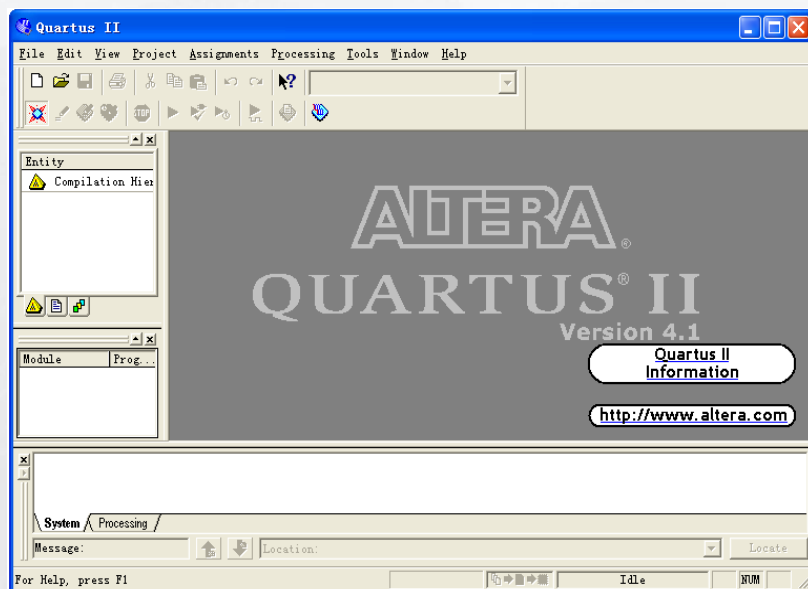 Quartus II
File Edit View Project Assignments Processing Tools Window Help
STOP
Entity
Compilation Hier
Module Prog...
ALTERA®
QUARTUS® II
Version 4.1
Quartus II
Information
http://www.altera.com
System Processing
Message: Location: Locate
For Help, press F1 Idle NUM